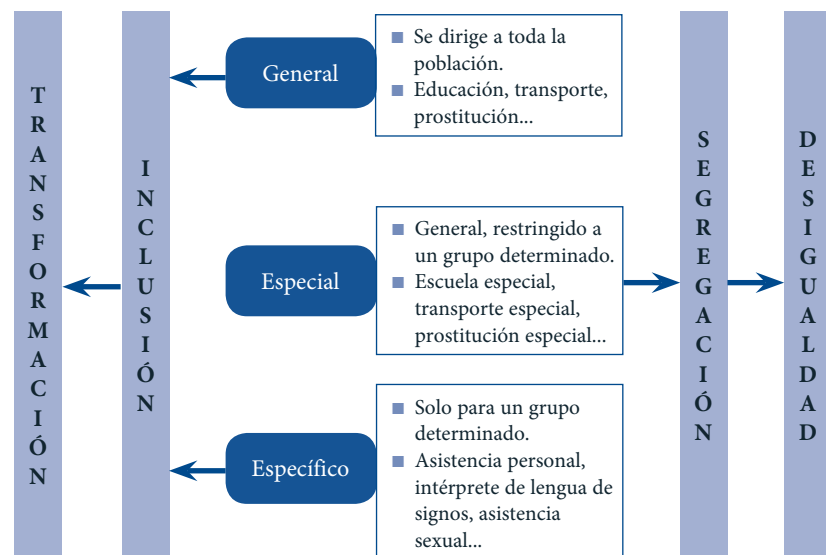 TRANSFORMACIÓN
INCLUSIÓN
General
■ Se dirige a toda la
población.
■ Educación, transporte,
prostitución...
Especial
■ General, restringido a
un grupo determinado.
■ Escuela especial,
transporte especial,
prostitución especial...
Específico
■ Solo para un grupo
determinado.
■ Asistencia personal,
intérprete de lengua de
signos, asistencia
sexual...
SEGREGACIÓN
DESIGUALDAD